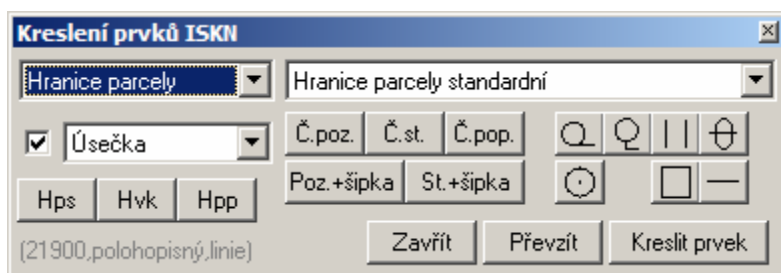 Kreslení prvků ISKN
Hranice parcely Hranice parcely standardní
Úsečka Č.poz. Č.st. Č.pop.
Poz.+šipka St.+šipka
Hps Hvk Hpp
(21900,polohopisný,linie) Zavřít Převzít Kreslit prvek